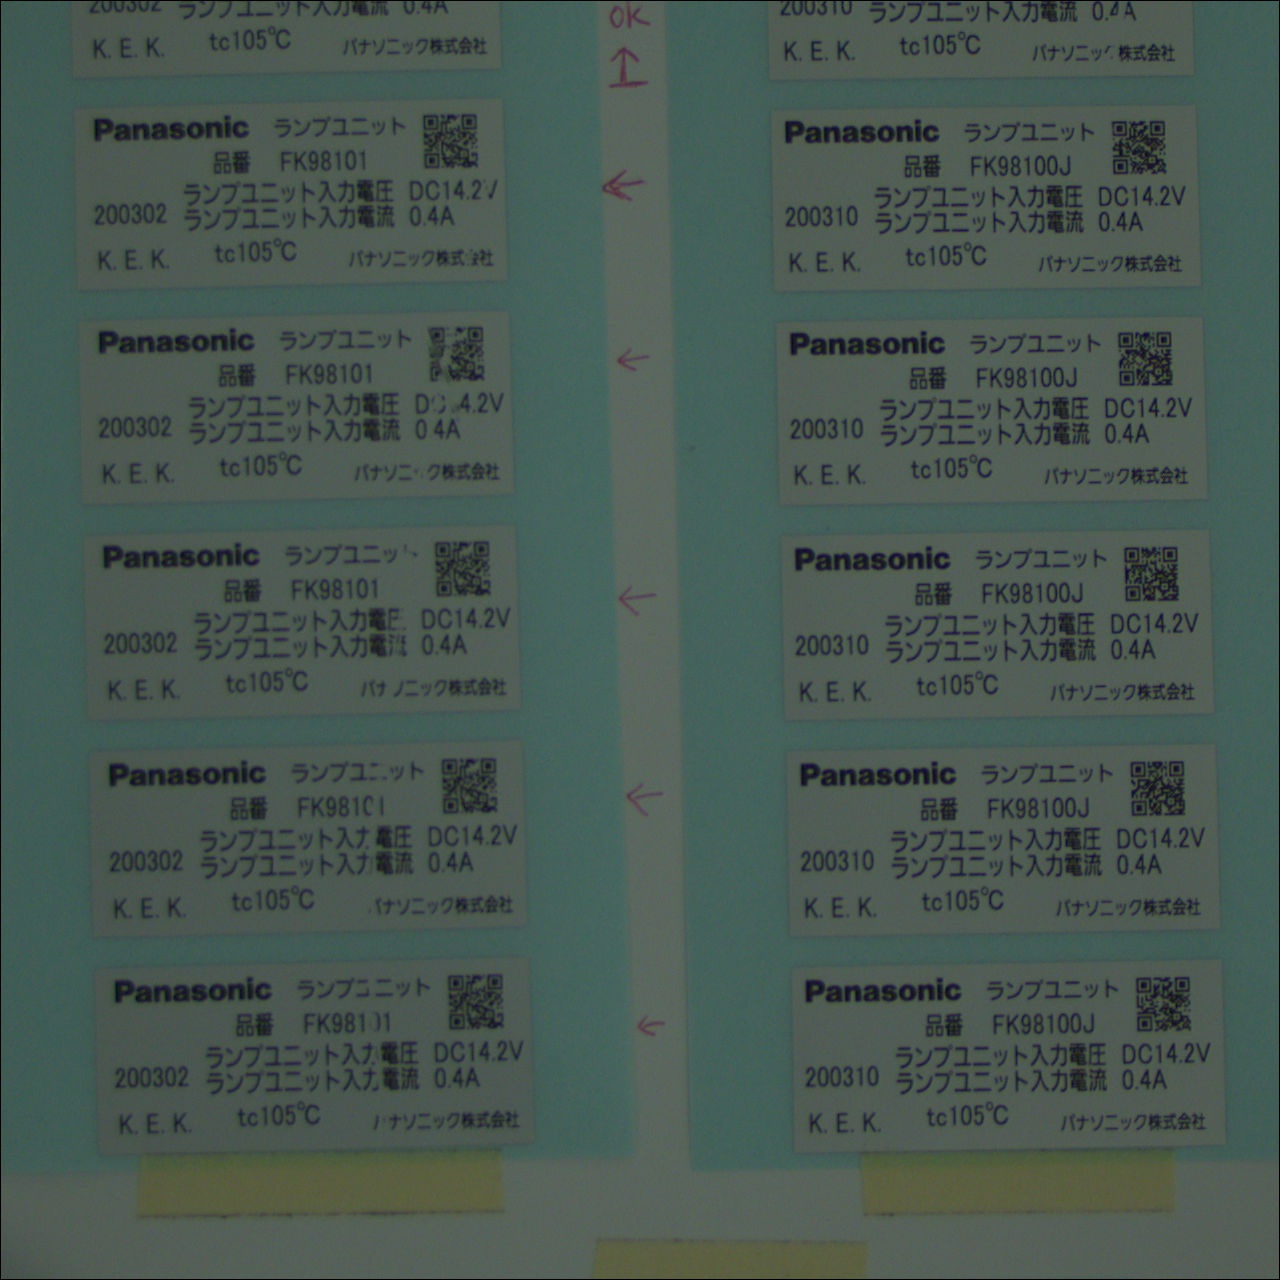 200302 ランプユニット入力電流 0.4A
K. E. K. tc105℃ パナソニック株式会社
Panasonic ランプユニット
品番 FK98101
ランプユニット入力電圧 DC14.2V
200302 ランプユニット入力電流 0.4A
K. E. K. tc105℃ パナソニック株式会社
Panasonic ランプユニット
品番 FK98101
ランプユニット入力電圧 4.2V
200302 ランプユニット入力電流 0 4A
K. E. K. tc105℃ パナソニ ク株式会社
Panasonic ランプユニッ
品番 FK98101
ランプユニット入力電圧 DC14.2V
200302 ランプユニット入力電流 0.4A
K. E. K. tc105℃ パナソニック株式会社
Panasonic ランプユニット
品番 FK98101
ランプユニット入力電圧 DC14.2V
200302 ランプユニット入力電流 0.4A
K. E. K. tc105℃ パナソニック株式会社
Panasonic ランプユニット
品番 FK98101
ランプユニット入力電圧 DC14.2V
200302 ランプユニット入力電流 0.4A
K. E. K. tc105℃ パナソニック株式会社
OK
200310 ランプユニット入力電流 0.4A
K. E. K. tc105℃ パナソニック株式会社
Panasonic ランプユニット
品番 FK98100J
ランプユニット入力電圧 DC14.2V
200310 ランプユニット入力電流 0.4A
K. E. K. tc105℃ パナソニック株式会社
Panasonic ランプユニット
品番 FK98100J
ランプユニット入力電圧 DC14.2V
200310 ランプユニット入力電流 0.4A
K. E. K. tc105℃ パナソニック株式会社
Panasonic ランプユニット
品番 FK98100J
ランプユニット入力電圧 DC14.2V
200310 ランプユニット入力電流 0.4A
K. E. K. tc105℃ パナソニック株式会社
Panasonic ランプユニット
品番 FK98100J
ランプユニット入力電圧 DC14.2V
200310 ランプユニット入力電流 0.4A
K. E. K. tc105℃ パナソニック株式会社
Panasonic ランプユニット
品番 FK98100J
ランプユニット入力電圧 DC14.2V
200310 ランプユニット入力電流 0.4A
K. E. K. tc105℃ パナソニック株式会社